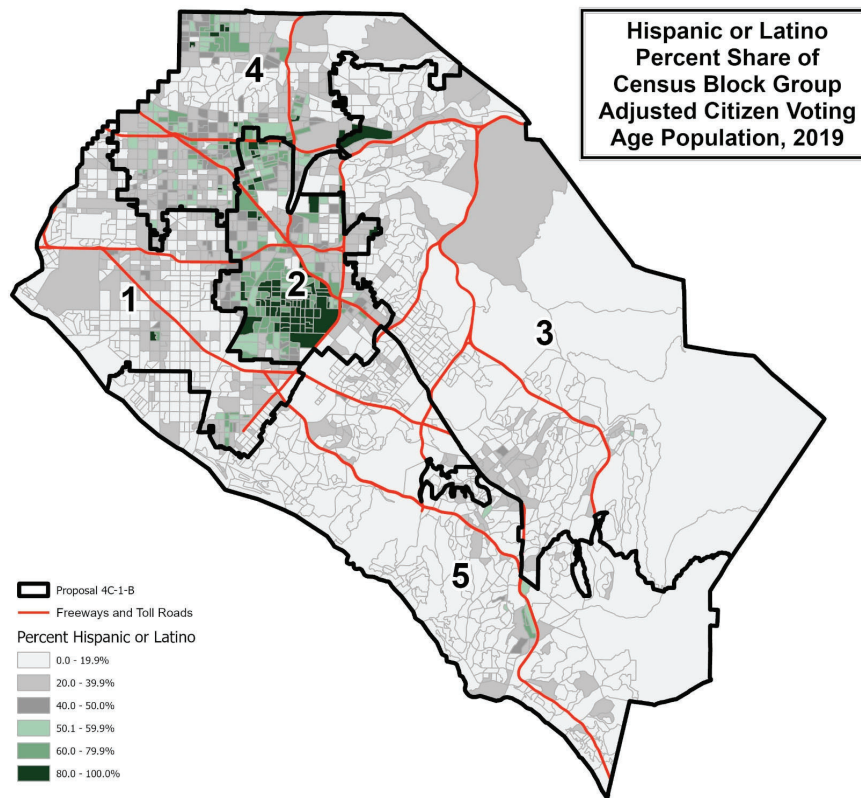 Hispanic or Latino
Percent Share of
Census Block Group
Adjusted Citizen Voting
Age Population, 2019
4
2
1
3
5
Proposal 4C-1-B
Freeways and Toll Roads
Percent Hispanic or Latino
0.0 - 19.9%
20.0 - 39.9%
40.0 - 50.0%
50.1 - 59.9%
60.0 - 79.9%
80.0 - 100.0%